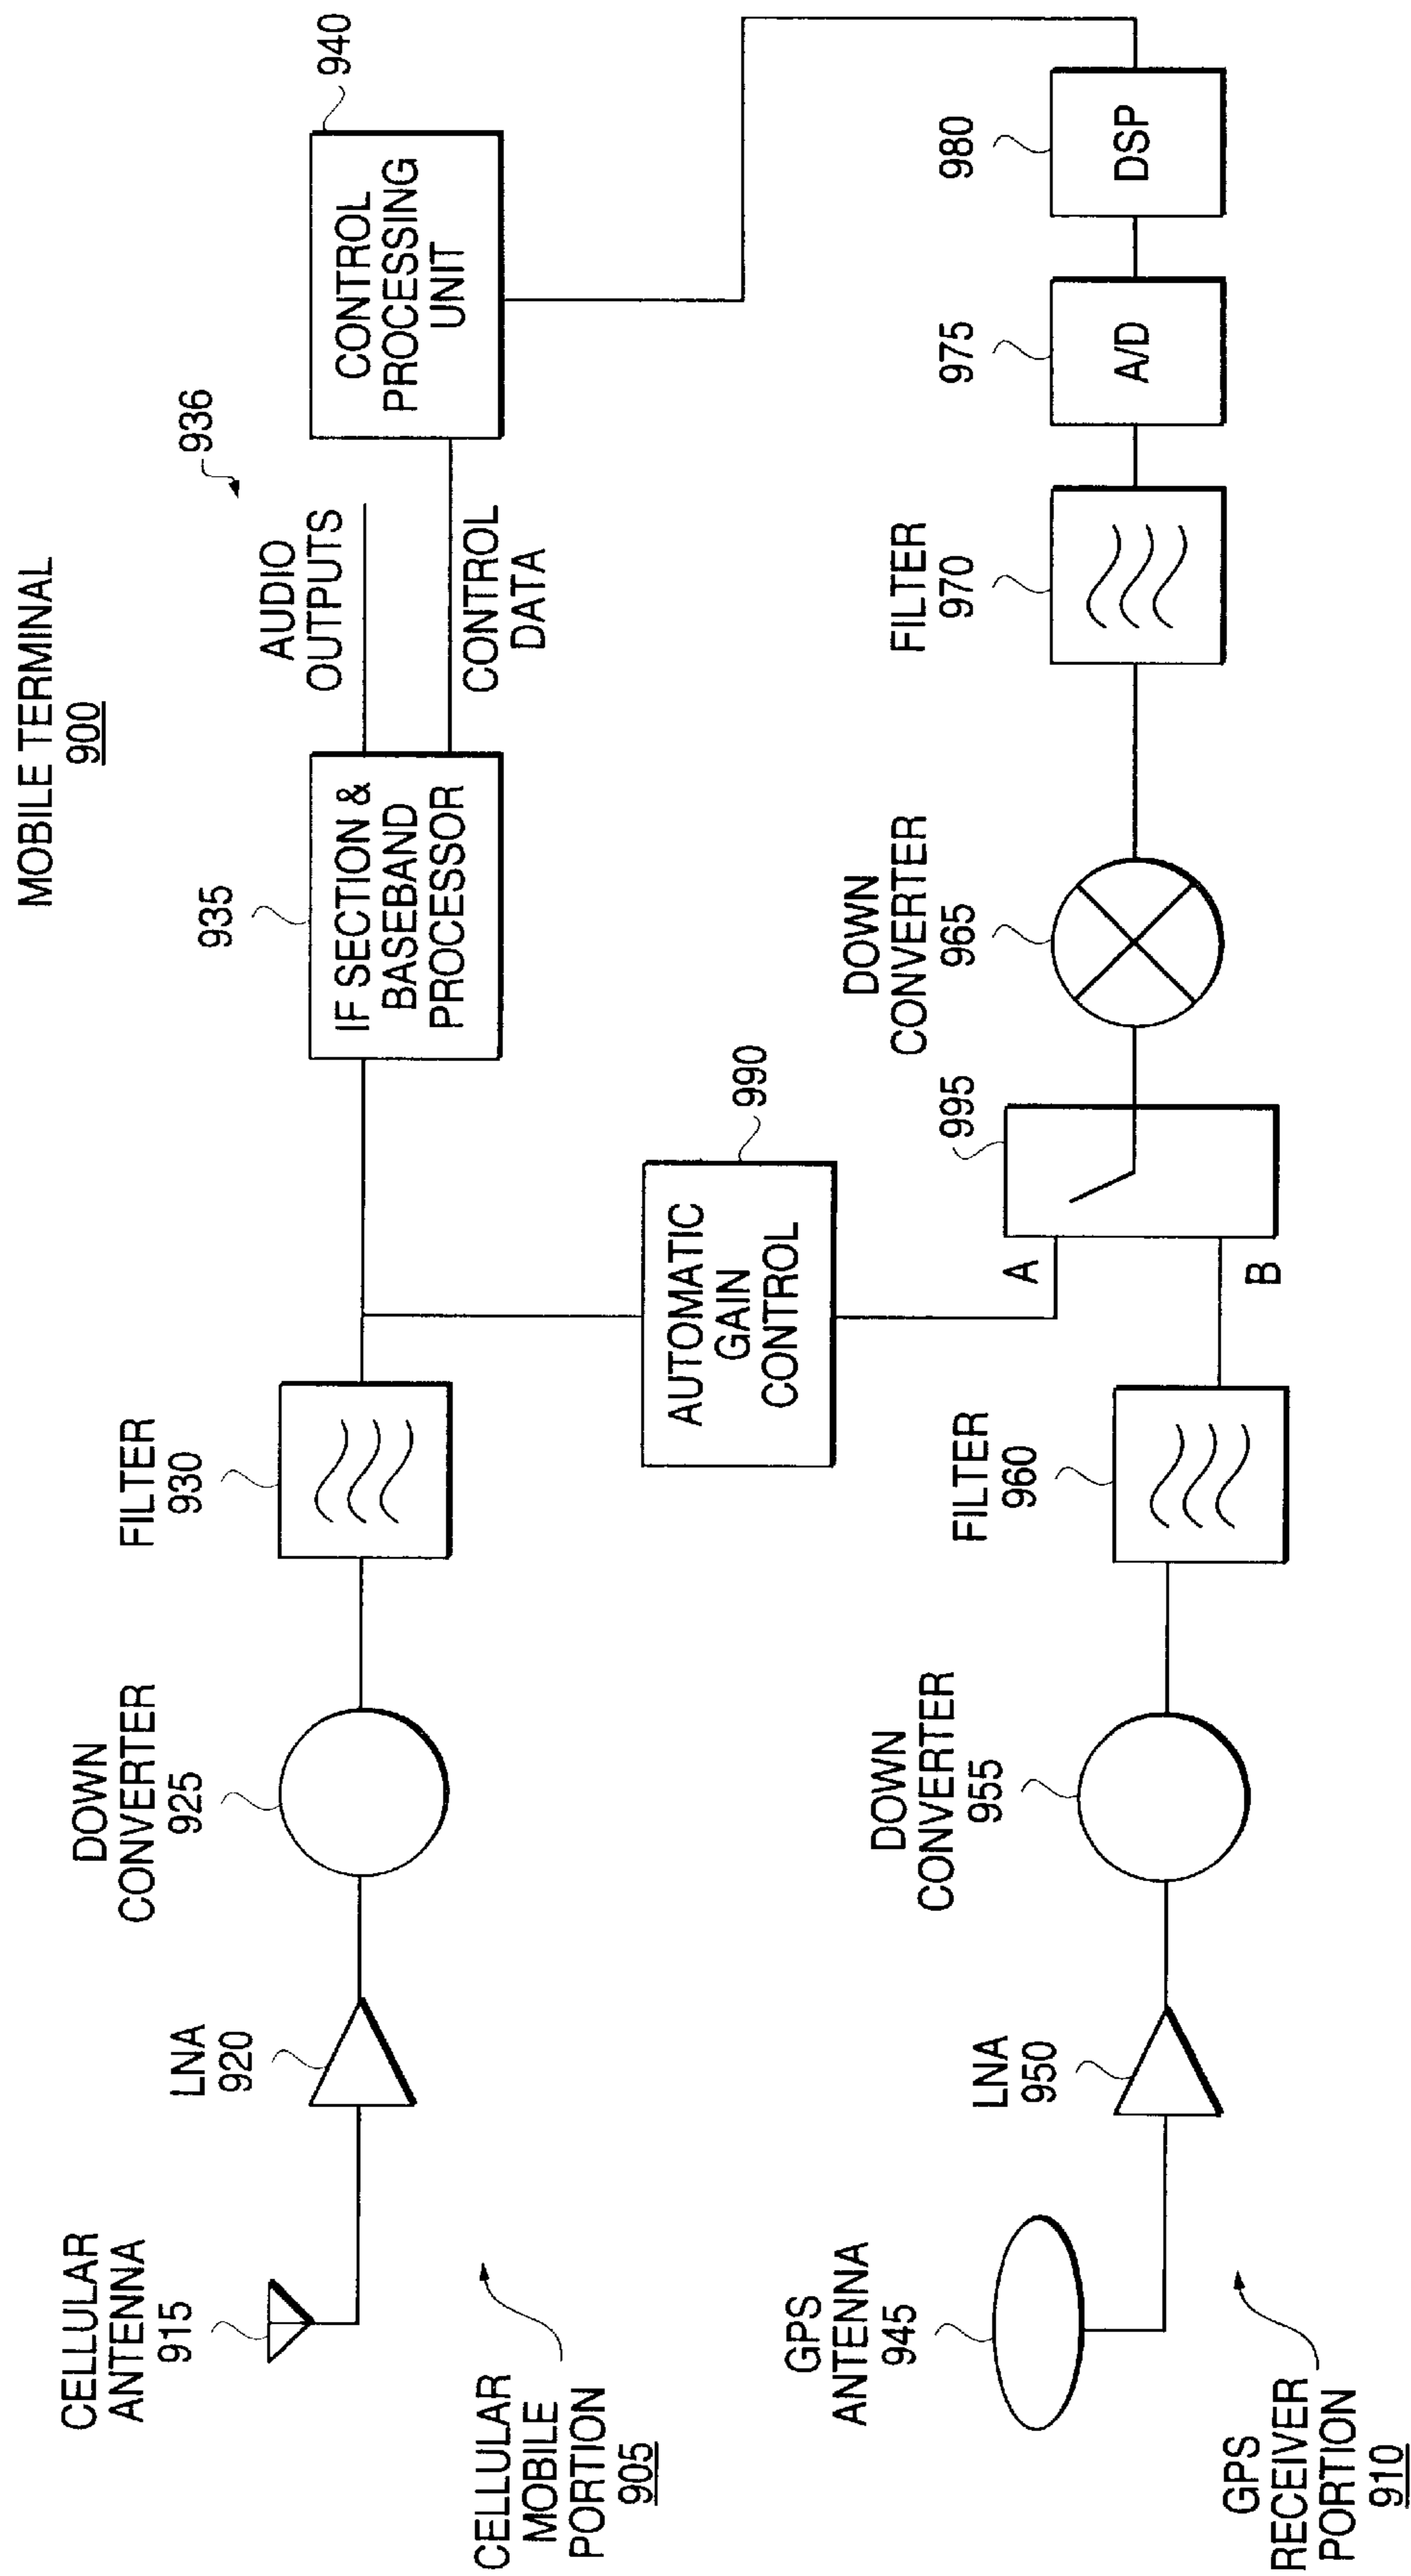 MOBILE TERMINAL
900
CELLULAR
ANTENNA
915
LNA
920
DOWN
CONVERTER
925
FILTER
930
935
IF SECTION &
BASEBAND
PROCESSOR
936
AUDIO
OUTPUTS
CONTROL
DATA
940
CONTROL
PROCESSING
UNIT
CELLULAR
MOBILE
PORTION
905
AUTOMATIC
GAIN
CONTROL
990
GPS
ANTENNA
945
LNA
950
DOWN
CONVERTER
955
FILTER
960
A
B
995
DOWN
CONVERTER
965
FILTER
970
975
A/D
980
DSP
GPS
RECEIVER
PORTION
910